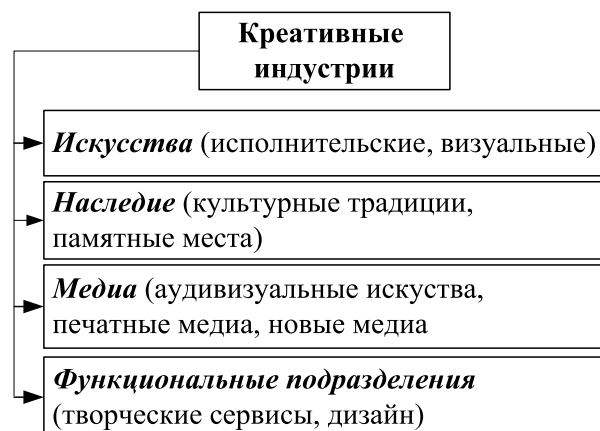 Креативные
индустрии
Искусства (исполнительские, визуальные)
Наследие (культурные традиции,
памятные места)
Медиа (аудивизуальные искуства,
печатные медиа, новые медиа
Функциональные подразделения
(творческие сервисы, дизайн)